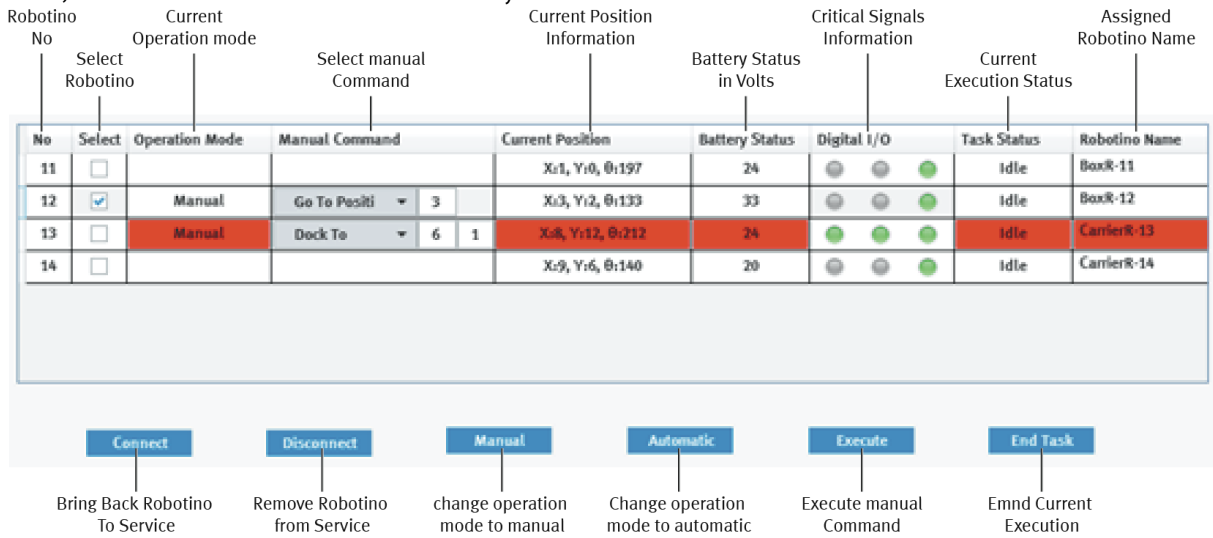 Robotino
No
Current
Operation mode
Current Position
Information
Critical Signals
Information
Assigned
Robotino Name
Select
Robotino
Select manual
Command
Battery Status
in Volts
Current
Execution Status
No Select Operation Mode Manual Command Current Position Battery Status Digital I/O Task Status Robotino Name
11 X:1, Y:0, θ:197 24 Idle BoxR-11
12 Manual Go To Positi 3 X:3, Y:2, θ:133 33 Idle BoxR-12
13 Manual Dock To 6 1 X:8, Y:12, θ:212 24 Idle CarrierR-13
14 X:9, Y:6, θ:140 20 Idle CarrierR-14
Connect Disconnect Manual Automatic Execute End Task
Bring Back Robotino
To Service
Remove Robotino
from Service
change operation
mode to manual
Change operation
mode to automatic
Execute manual
Command
Emnd Current
Execution